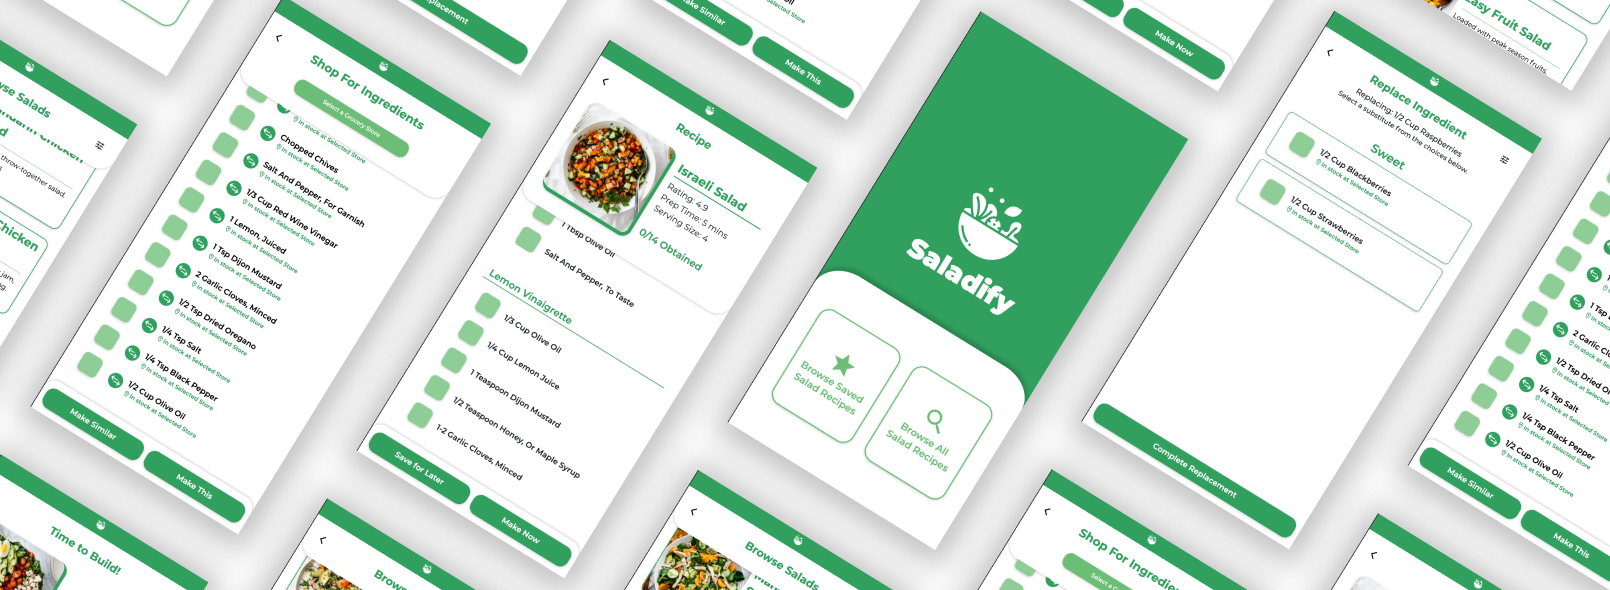 Browse Salads
Chicken
throw-together salad.
Chicken
jam,
Replacement
Shop For Ingredients
Select a Grocery Store
In stock at Selected Store
Chopped Chives
In stock at Selected Store
Salt And Pepper, For Garnish
In stock at Selected Store
1/3 Cup Red Wine Vinegar
In stock at Selected Store
1 Lemon, Juiced
In stock at Selected Store
1 Tsp Dijon Mustard
In stock at Selected Store
2 Garlic Cloves, Minced
In stock at Selected Store
1/2 Tsp Dried Oregano
In stock at Selected Store
1/4 Tsp Salt
In stock at Selected Store
1/4 Tsp Black Pepper
In stock at Selected Store
1/2 Cup Olive Oil
In stock at Selected Store
Make Similar
Make This
Time to Build!
Make Similar
Make This
Selected Store
Recipe
Israeli Salad
Rating: 4.9
Prep Time: 5 mins
Serving Size: 4
0/14 Obtained
1 Tbsp Olive Oil
Salt And Pepper, To Taste
Lemon Vinaigrette
1/3 Cup Olive Oil
1/4 Cup Lemon Juice
1 Teaspoon Dijon Mustard
1/2 Teaspoon Honey, Or Maple Syrup
1-2 Garlic Cloves, Minced
Save for Later
Make Now
Brow
Make Now
Saladify
Browse Saved
Salad Recipes
Browse All
Salad Recipes
Browse Salads
Easy Fruit Salad
Loaded with peak season fruits,
Replace Ingredient
Replacing: 1/2 Cup Raspberries
Select a substitute from the choices below.
Sweet
1/2 Cup Blackberries
In stock at Selected Store
1/2 Cup Strawberries
In stock at Selected Store
Complete Replacement
Shop For Ingredie
Select a G
1 Tsp
2 Garlic Cl
1/2 Tsp Dried O
In stock at Selected
1/4 Tsp Salt
In stock at Selected Store
1/4 Tsp Black Pepper
In stock at Selected Store
1/2 Cup Olive Oil
In stock at Selected Store
Make Similar
Make This